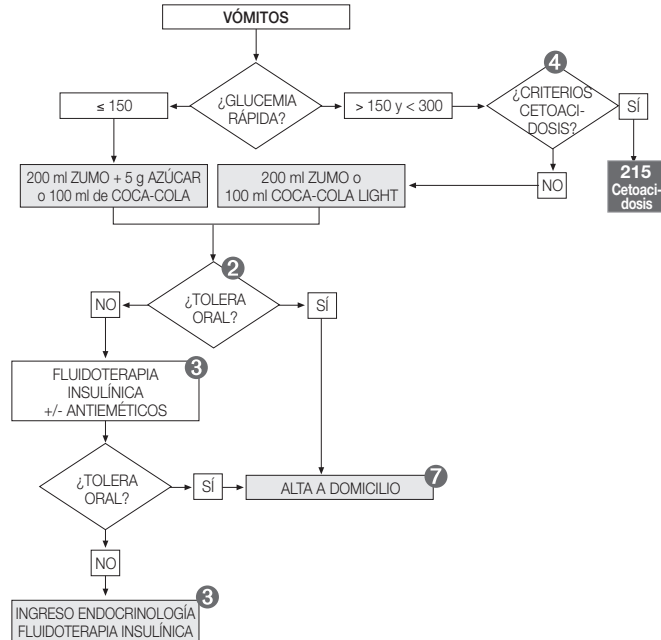 VÓMITOS
4
≤ 150
¿GLUCEMIA
RÁPIDA?
> 150 y < 300
¿CRITERIOS
CETOACI-
DOSIS?
SÍ
200 ml ZUMO + 5 g AZÚCAR
o 100 ml de COCA-COLA
200 ml ZUMO o
100 ml COCA-COLA LIGHT
NO
215
Cetoaci-
dosis
2
NO
¿TOLERA
ORAL?
SÍ
3
FLUIDOTERAPIA
INSULÍNICA
+/- ANTIEMÉTICOS
¿TOLERA
ORAL?
SÍ
7
ALTA A DOMICILIO
NO
3
INGRESO ENDOCRINOLOGÍA
FLUIDOTERAPIA INSULÍNICA